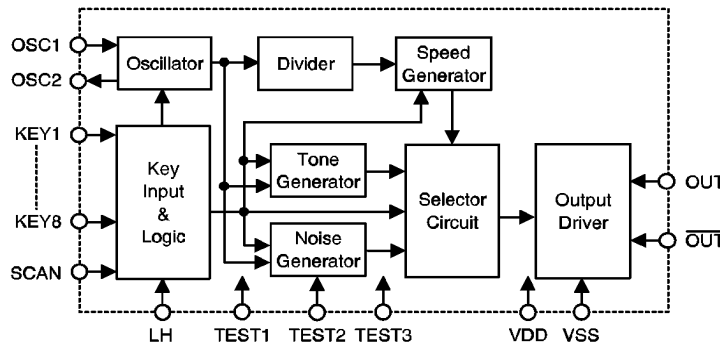 OSC1
OSC2
KEY1
KEY8
SCAN
Oscillator
Divider
Speed
Generator
Key
Input
&
Logic
Tone
Generator
Noise
Generator
Selector
Circuit
Output
Driver
OUT
OUT
LH
TEST1
TEST2
TEST3
VDD
VSS